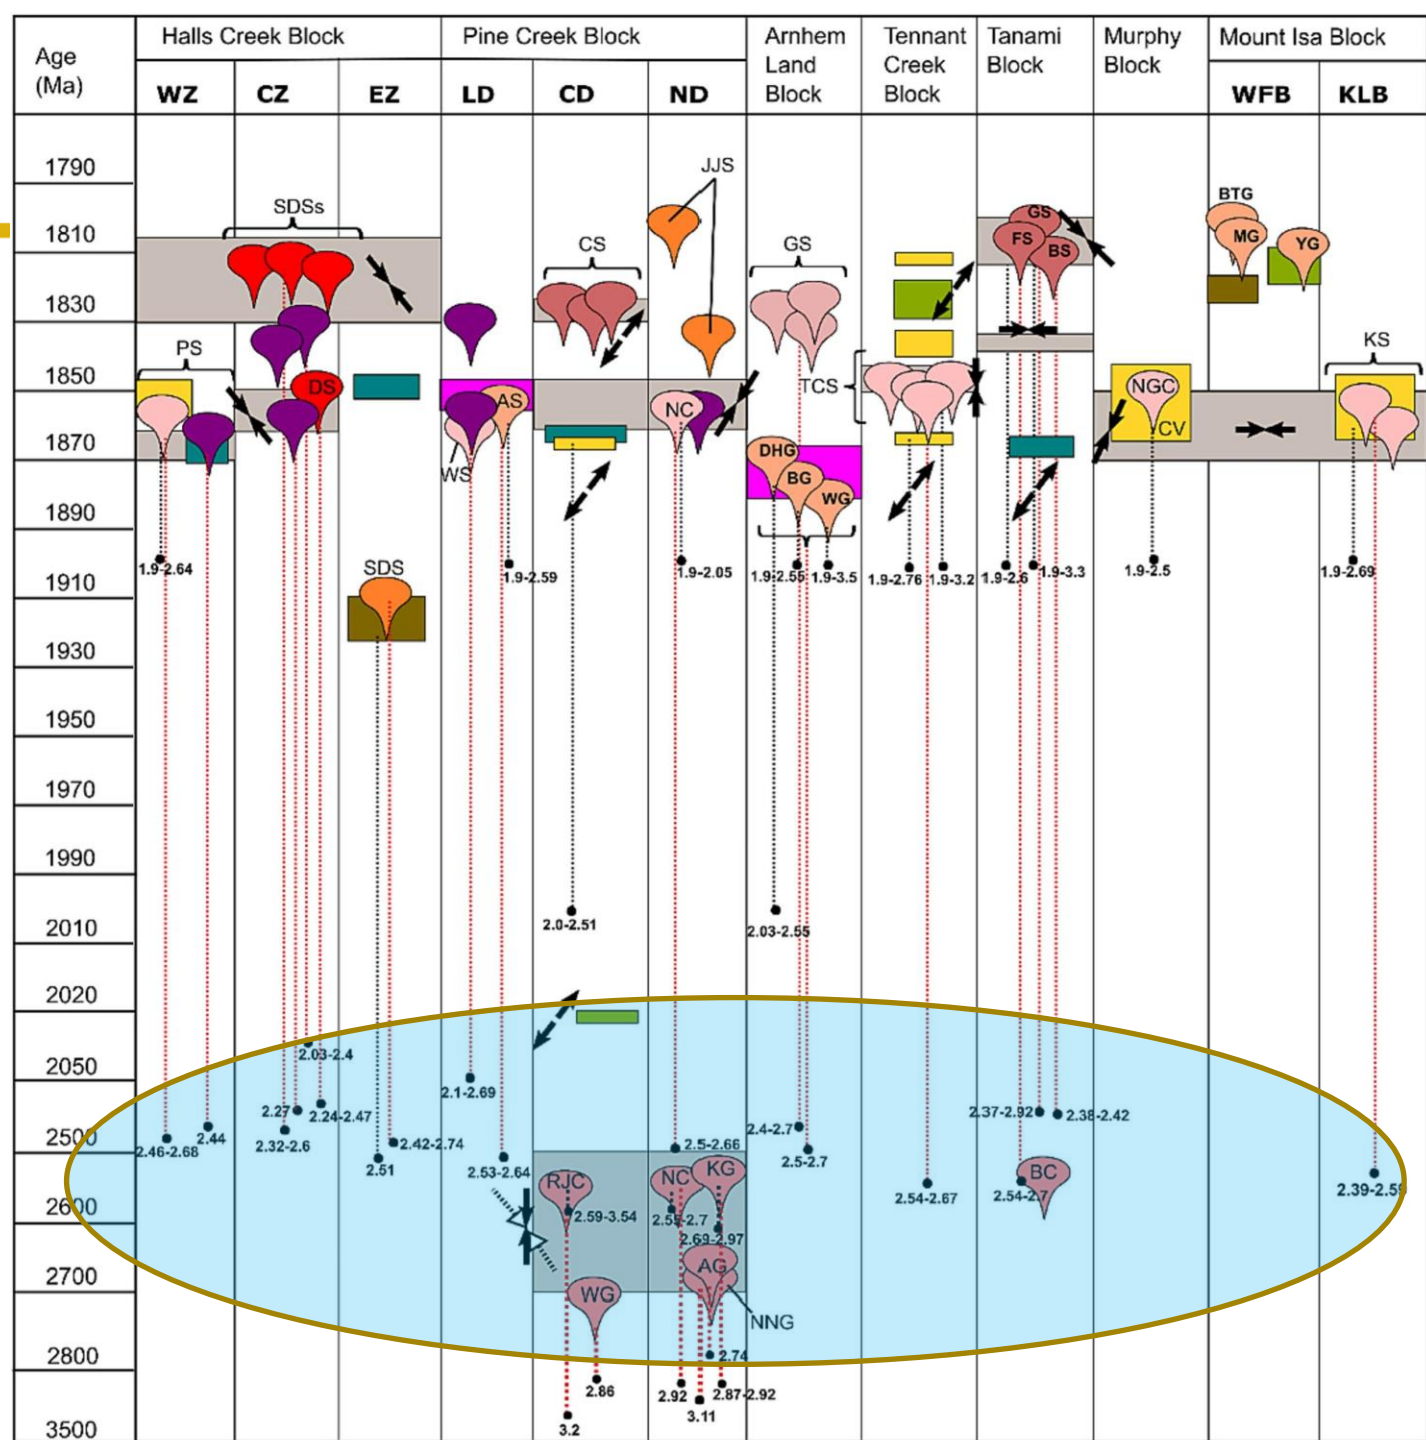 Age
(Ma)
Halls Creek Block
Pine Creek Block
Arnhem
Land
Block
Tennant
Creek
Block
Tanami
Block
Murphy
Block
Mount Isa Block
WZ
CZ
EZ
LD
CD
ND
WFB
KLB
1790
1810
1830
1850
1870
1890
1910
1930
1950
1970
1990
2010
2020
2050
2500
2600
2700
2800
3500
JJS
BTG
MG
YG
SDSs
CS
GS
GS
FS
BS
PS
KS
DS
AS
NC
TCS
NGC
CV
WS
DHG
BG
WG
1.9-2.64
SDS
1.9-2.59
1.9-2.05
1.9-2.55
1.9-3.5
1.9-2.76
1.9-3.2
1.9-2.6
1.9-3.3
1.9-2.5
1.9-2.69
2.0-2.51
2.03-2.55
2.03-2.4
2.1-2.69
2.27
2.24-2.47
2.37-2.92
2.38-2.42
2.46-2.68
2.44
2.32-2.6
2.42-2.74
2.4-2.7
2.51
2.53-2.64
2.5-2.66
2.5-2.7
RJC
NC
KG
BC
2.54-2.67
2.54-2.7
2.39-2.59
2.59-3.54
2.55-2.7
2.69-2.97
AG
WG
NNG
2.74
2.86
2.92
2.87-2.92
3.11
3.2